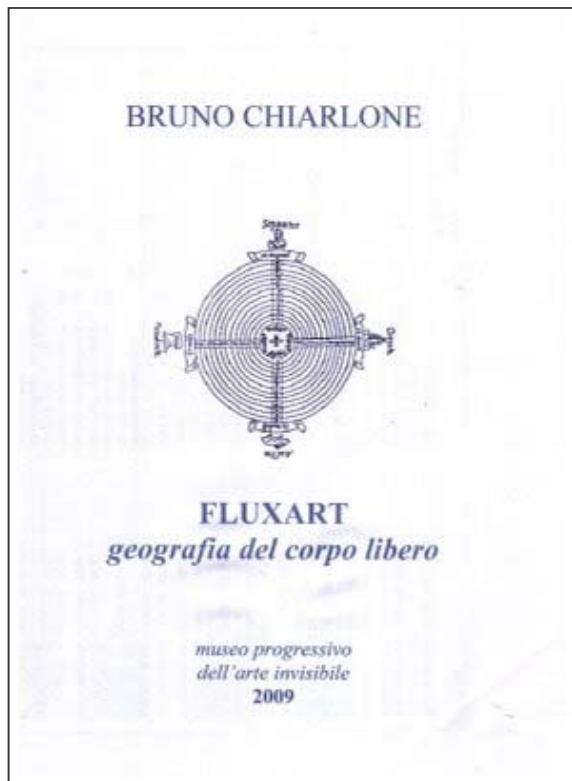 BRUNO CHIARLONE
FLUXART
geografia del corpo libero
museo progressivo
dell'arte invisibile
2009